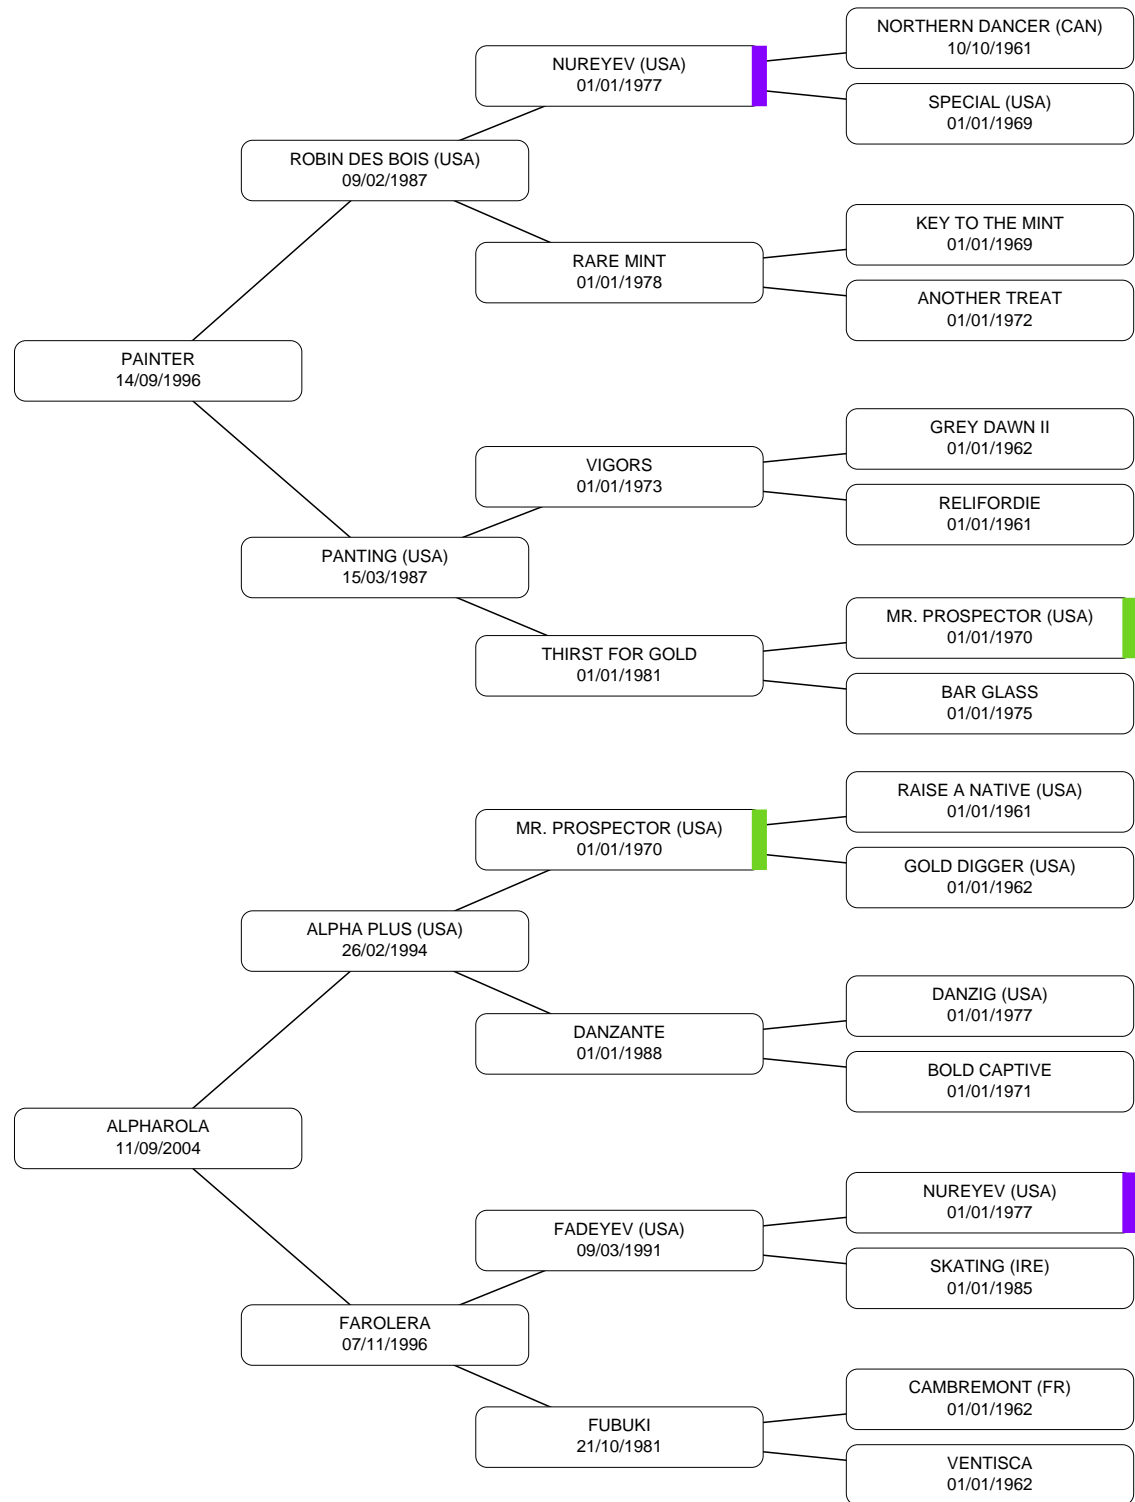 NORTHERN DANCER (CAN)
10/10/1961
NUREYEV (USA)
01/01/1977
SPECIAL (USA)
01/01/1969
ROBIN DES BOIS (USA)
09/02/1987
KEY TO THE MINT
01/01/1969
RARE MINT
01/01/1978
ANOTHER TREAT
01/01/1972
PAINTER
14/09/1996
GREY DAWN II
01/01/1962
VIGORS
01/01/1973
RELIFORDIE
01/01/1961
PANTING (USA)
15/03/1987
MR. PROSPECTOR (USA)
01/01/1970
THIRST FOR GOLD
01/01/1981
BAR GLASS
01/01/1975
RAISE A NATIVE (USA)
01/01/1961
MR. PROSPECTOR (USA)
01/01/1970
GOLD DIGGER (USA)
01/01/1962
ALPHA PLUS (USA)
26/02/1994
DANZIG (USA)
01/01/1977
DANZANTE
01/01/1988
BOLD CAPTIVE
01/01/1971
ALPHAROLA
11/09/2004
NUREYEV (USA)
01/01/1977
FADEYEV (USA)
09/03/1991
SKATING (IRE)
01/01/1985
FAROLERA
07/11/1996
CAMBREMONT (FR)
01/01/1962
FUBUKI
21/10/1981
VENTISCA
01/01/1962